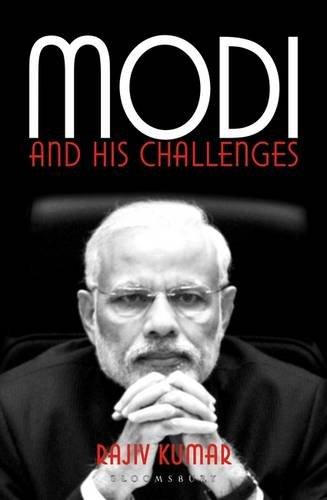 MODI
AND HIS CHALLENGES
RAJIV KUMAR
BLOOMSBURY